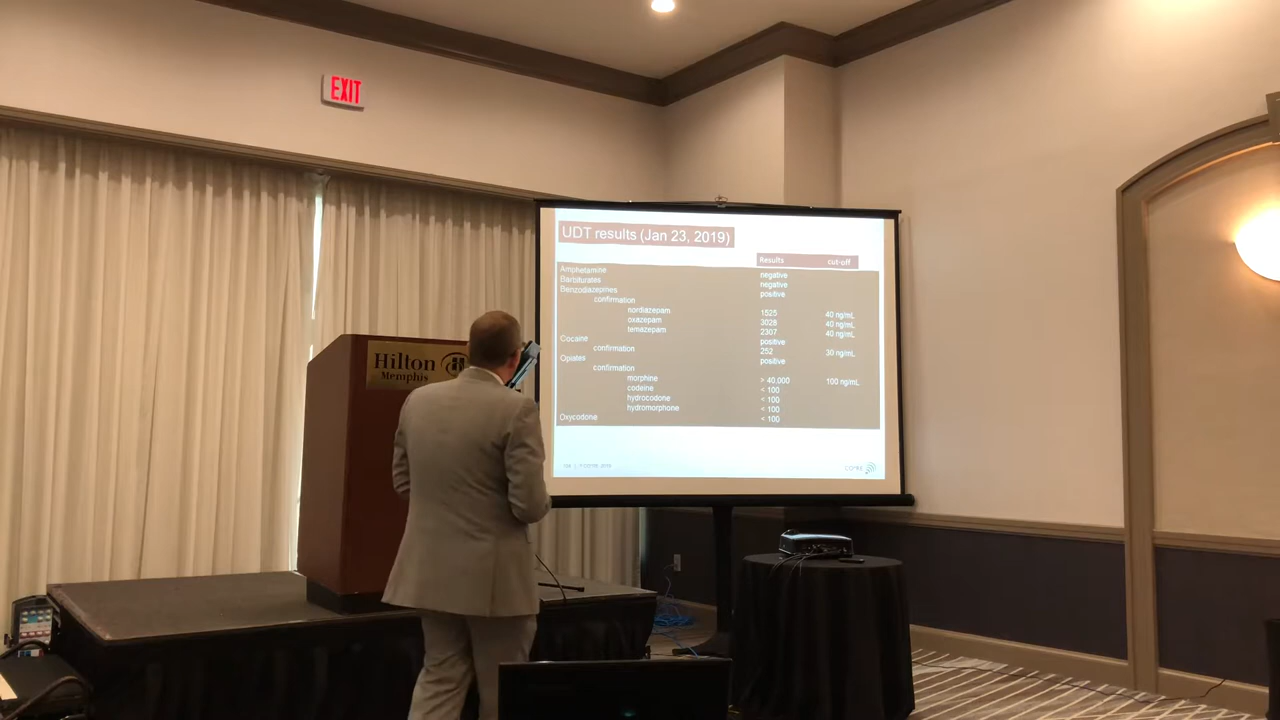 EXIT
Hilton
Memphis
UDT results (Jan 23, 2019)
Results cut-off
Amphetamine negative
Barbiturates negative
Benzodiazepines positive
confirmation
nordiazepam 1525 40 ng/mL
oxazepam 3028 40 ng/mL
temazepam 2307 40 ng/mL
Cocaine positive
confirmation 252 30 ng/mL
Opiates positive
confirmation
morphine > 40,000 100 ng/mL
codeine < 100
hydrocodone < 100
hydromorphone < 100
Oxycodone < 100